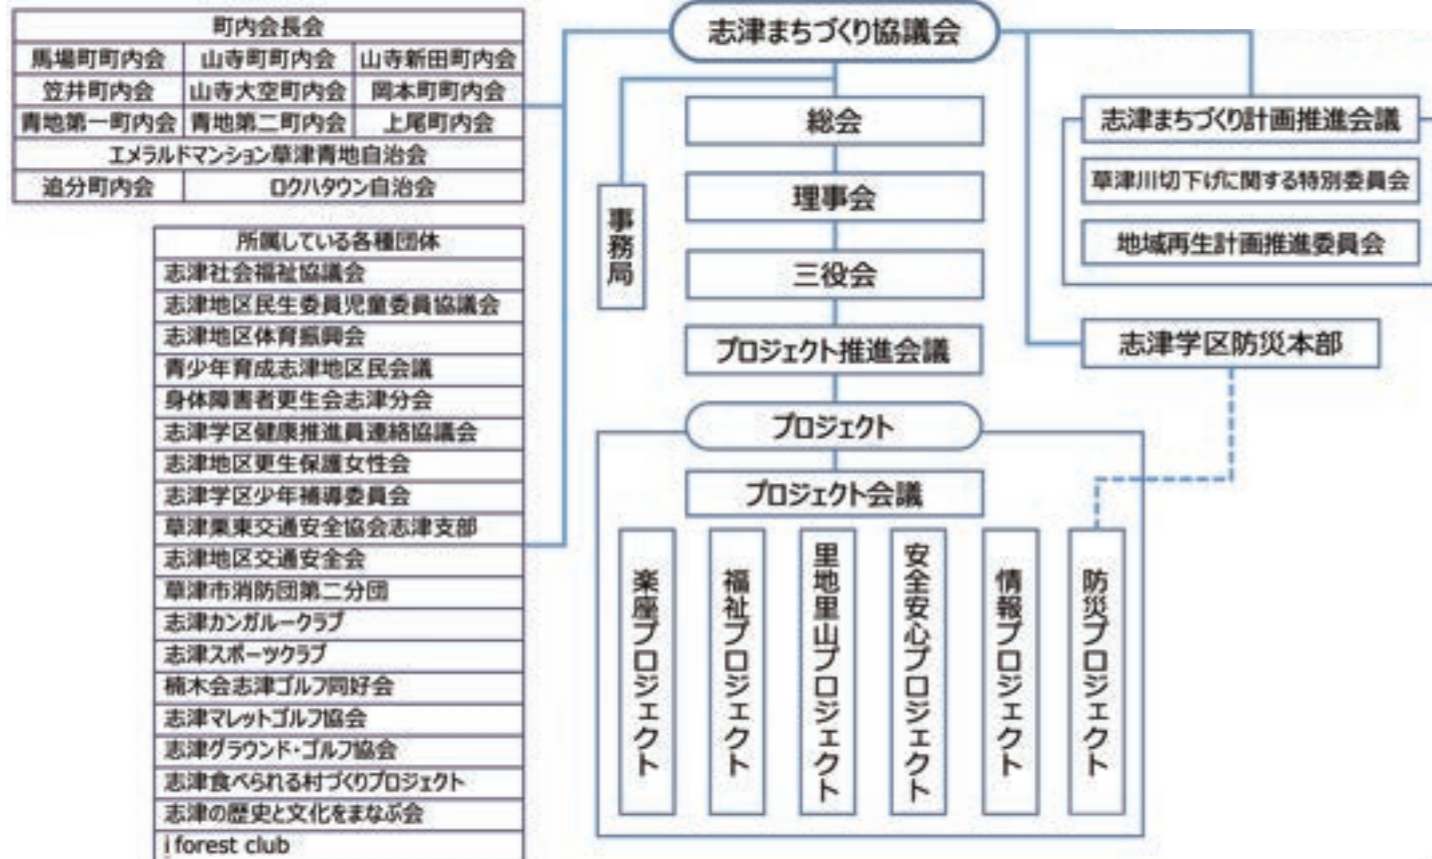 町内会長会
馬場町町内会 山寺町町内会 山寺新田町内会
笠井町内会 山寺大空町内会 岡本町町内会
青地第一町内会 青地第二町内会 上尾町内会
エメラルドマンション草津青地自治会
追分町内会 ロクハタウン自治会
所属している各種団体
志津社会福祉協議会
志津地区民生委員児童委員協議会
志津地区体育振興会
青少年育成志津地区民会議
身体障害者更生会志津分会
志津学区健康推進員連絡協議会
志津地区更生保護女性会
志津学区少年補導委員会
草津栗東交通安全協会志津支部
志津地区交通安全会
草津市消防団第二分団
志津カンガルークラブ
志津スポーツクラブ
楠木会志津ゴルフ同好会
志津マレットゴルフ協会
志津グラウンド・ゴルフ協会
志津食べられる村づくりプロジェクト
志津の歴史と文化をまなぶ会
i forest club
志津まちづくり協議会
事務局
総会
理事会
三役会
プロジェクト推進会議
プロジェクト
プロジェクト会議
楽座プロジェクト
福祉プロジェクト
里地里山プロジェクト
安全安心プロジェクト
情報プロジェクト
防災プロジェクト
志津まちづくり計画推進会議
草津川切下げに関する特別委員会
地域再生計画推進委員会
志津学区防災本部